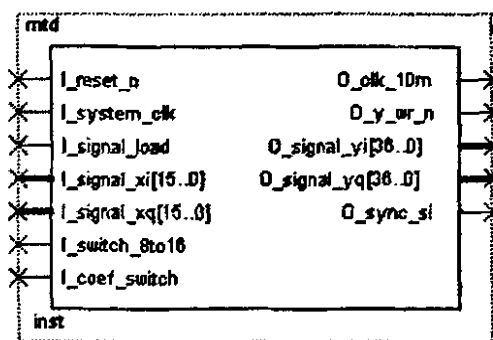 mtd
I_reset_n O_clk_10m
I_system_clk O_y_wr_n
I_signal_load O_signal_yi[36..0]
I_signal_xi[15..0] O_signal_yq[36..0]
I_signal_xq[15..0] O_sync_sl
I_switch_8to16
I_coef_switch
inst